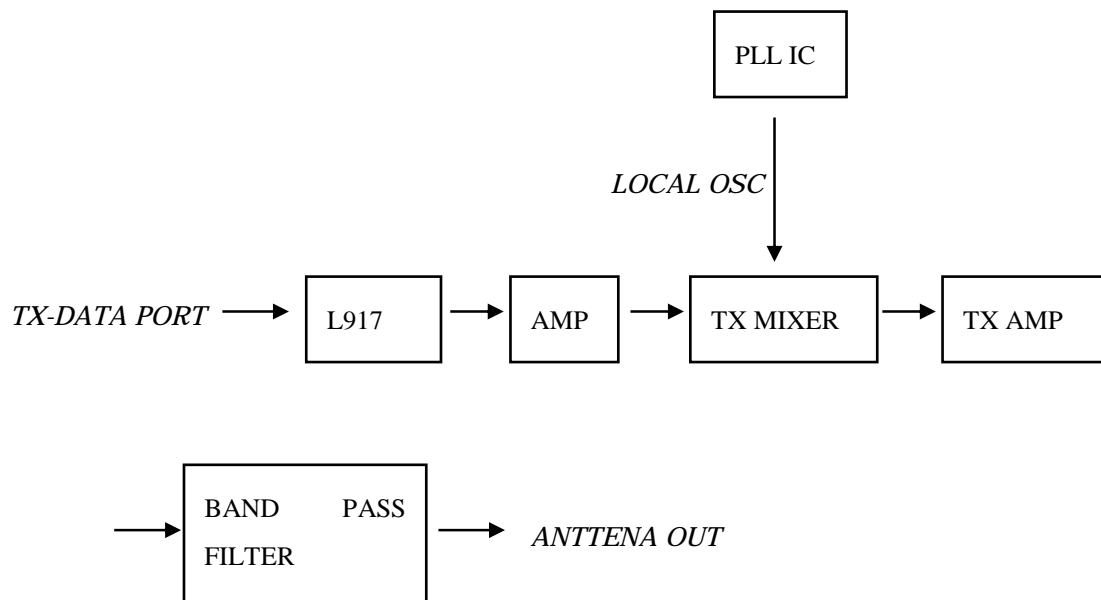 PLL IC
LOCAL OSC
TX-DATA PORT
L917
AMP
TX MIXER
TX AMP
BAND PASS
FILTER
ANTTENA OUT